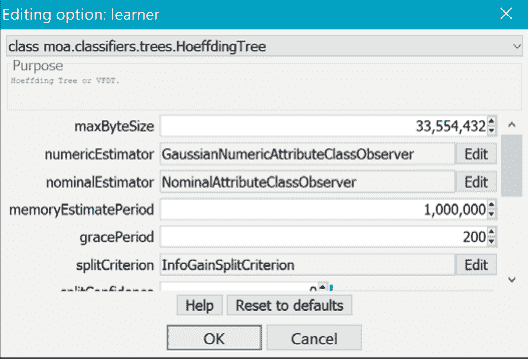 Editing option: learner
class moa.classifiers.trees.HoeffdingTree
Purpose
Hoeffding Tree or VFDT.
maxByteSize 33,554,432
numericEstimator GaussianNumericAttributeClassObserver Edit
nominalEstimator NominalAttributeClassObserver Edit
memoryEstimatePeriod 1,000,000
gracePeriod 200
splitCriterion InfoGainSplitCriterion Edit
splitConfidence 0
Help Reset to defaults
OK Cancel